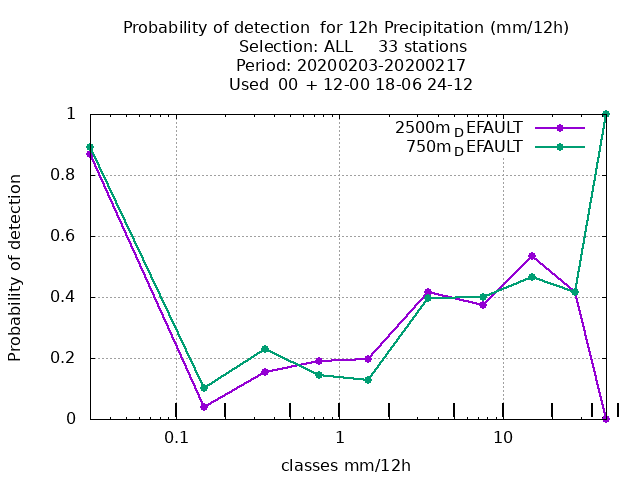 Probability of detection  for 12h Precipitation (mm/12h)
Selection: ALL     33 stations
Period: 20200203-20200217
Used  00  + 12-00 18-06 24-12
2500m_DEFAULT
750m_DEFAULT
1
0.8
0.6
0.4
0.2
0
Probability of detection
0.1
1
10
classes mm/12h